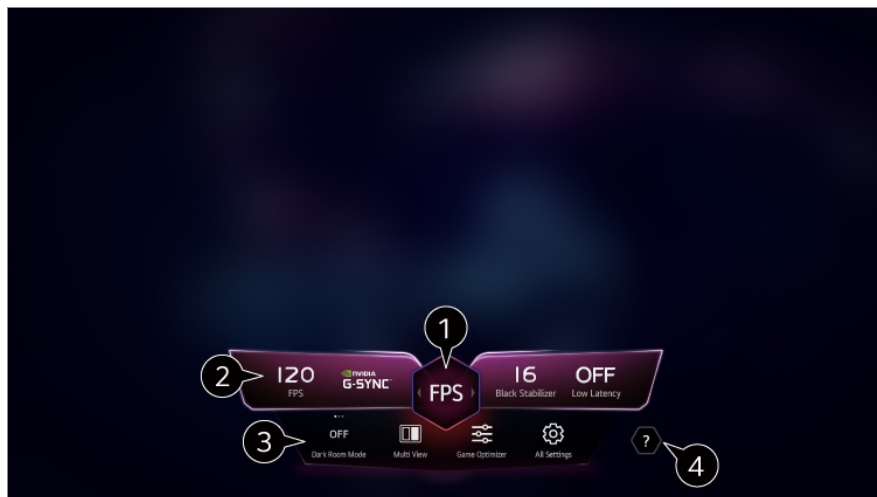 1
2
120
FPS
NVIDIA
G-SYNC
FPS
16
Black Stabilizer
OFF
Low Latency
3
OFF
Dark Room Mode
Multi View
Game Optimizer
All Settings
?
4